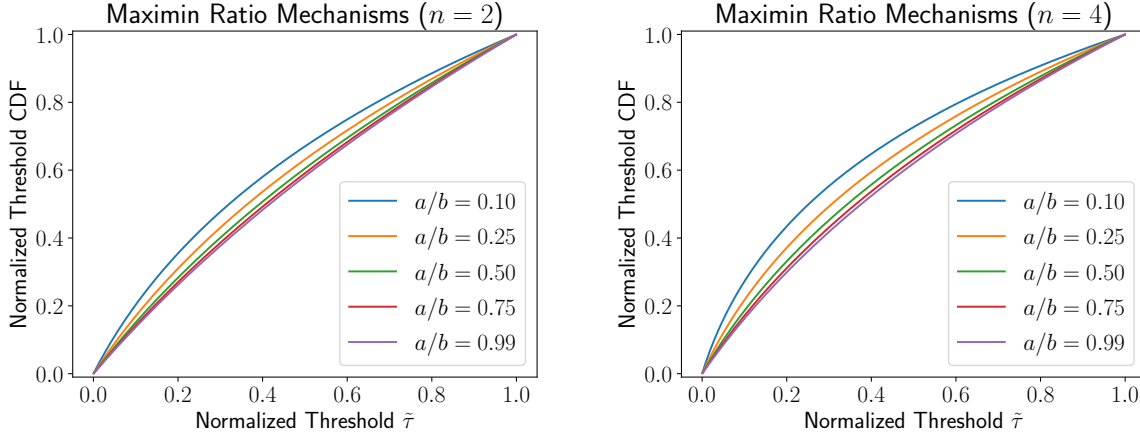 Maximin Ratio Mechanisms (n = 2)
Normalized Threshold CDF
1.0
0.8
0.6
0.4
0.2
0.0
a/b = 0.10
a/b = 0.25
a/b = 0.50
a/b = 0.75
a/b = 0.99
0.0 0.2 0.4 0.6 0.8 1.0
Normalized Threshold τ̃
Maximin Ratio Mechanisms (n = 4)
Normalized Threshold CDF
1.0
0.8
0.6
0.4
0.2
0.0
a/b = 0.10
a/b = 0.25
a/b = 0.50
a/b = 0.75
a/b = 0.99
0.0 0.2 0.4 0.6 0.8 1.0
Normalized Threshold τ̃